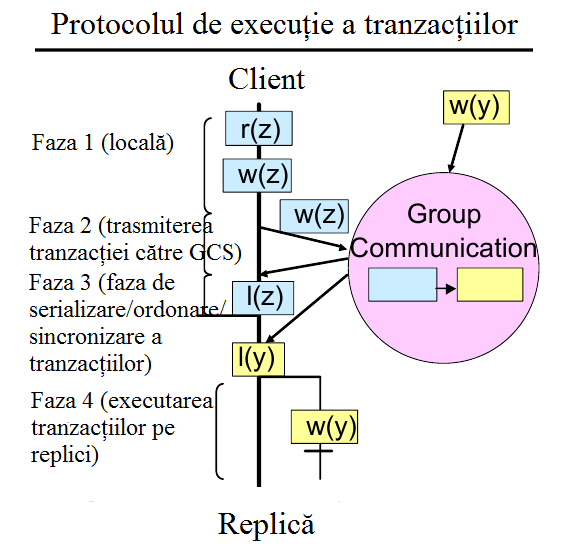 Protocolul de execuție a tranzacțiilor
Client
w(y)
r(z)
Faza 1 (locală)
w(z)
w(z)
Group
Communication
Faza 2 (trasmiterea
tranzacției către GCS)
Faza 3 (faza de
serializare/ordonare/
sincronizare a
tranzacțiilor)
l(z)
l(y)
Faza 4 (executarea
tranzacțiilor pe
replici)
w(y)
Replică